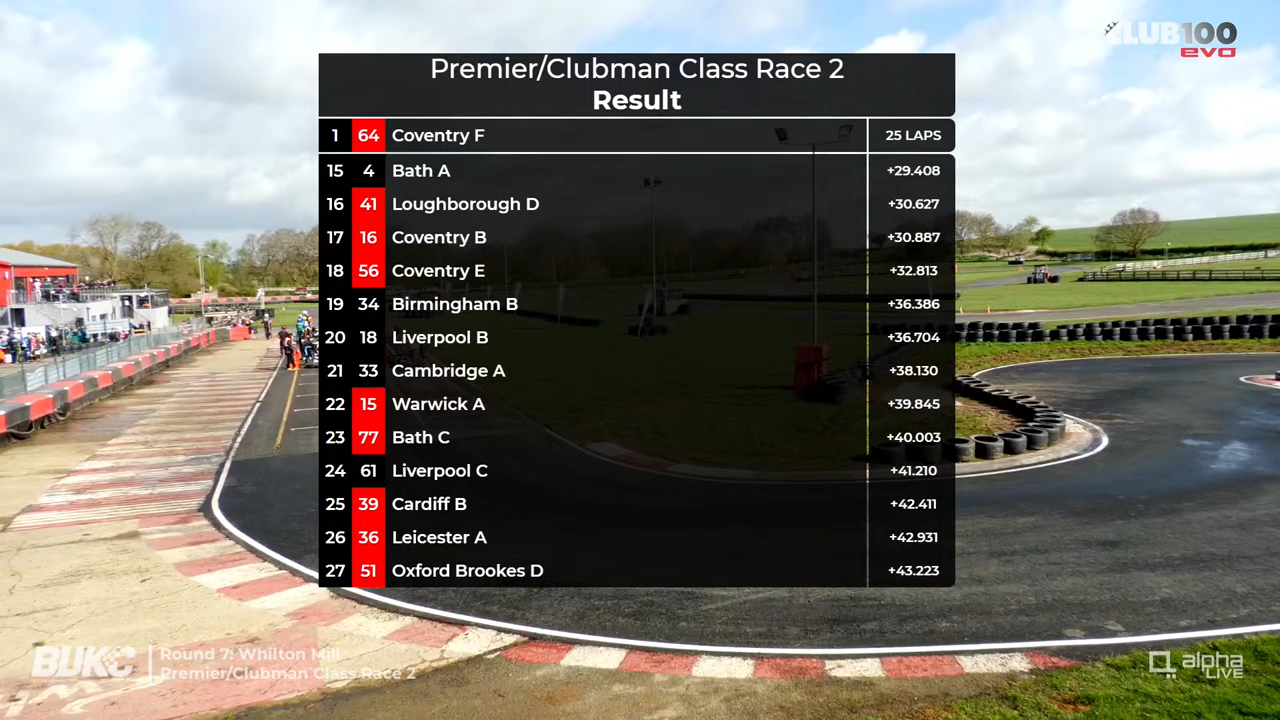 CLUB100
evo
Premier/Clubman Class Race 2
Result
1 64 Coventry F 25 LAPS
15 4 Bath A +29.408
16 41 Loughborough D +30.627
17 16 Coventry B +30.887
18 56 Coventry E +32.813
19 34 Birmingham B +36.386
20 18 Liverpool B +36.704
21 33 Cambridge A +38.130
22 15 Warwick A +39.845
23 77 Bath C +40.003
24 61 Liverpool C +41.210
25 39 Cardiff B +42.411
26 36 Leicester A +42.931
27 51 Oxford Brookes D +43.223
BUKC
Round 7: Whilton Mill
Premier/Clubman Class Race 2
alpha
LIVE